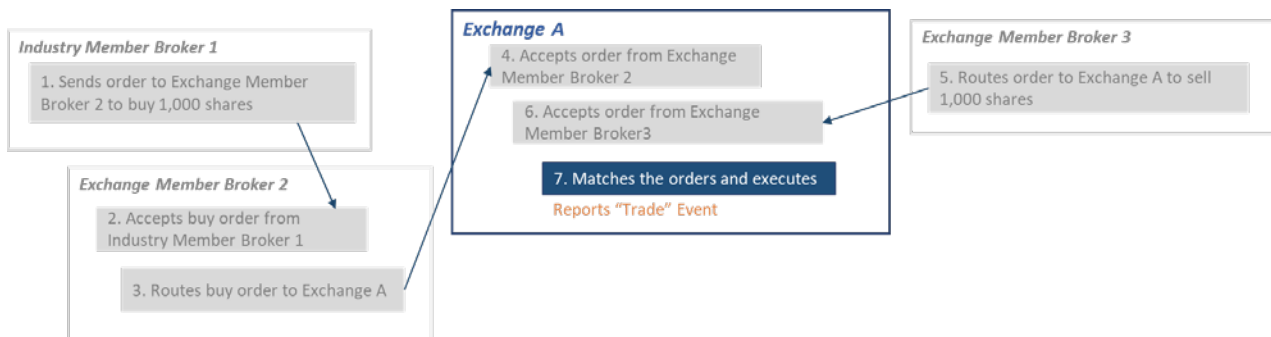 Industry Member Broker 1
1. Sends order to Exchange Member
Broker 2 to buy 1,000 shares
Exchange Member Broker 2
2. Accepts buy order from
Industry Member Broker 1
3. Routes buy order to Exchange A
Exchange A
4. Accepts order from Exchange
Member Broker 2
6. Accepts order from Exchange
Member Broker3
7. Matches the orders and executes
Reports “Trade” Event
Exchange Member Broker 3
5. Routes order to Exchange A to sell
1,000 shares